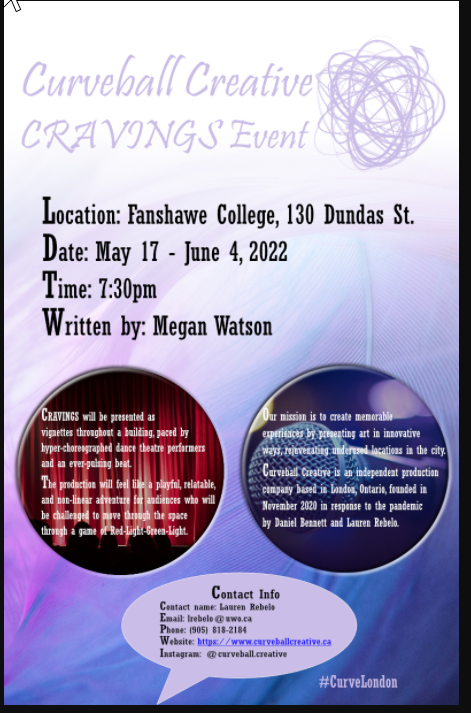 Curveball Creative
CRAVINGS Event
Location: Fanshawe College, 130 Dundas St.
Date: May 17 - June 4, 2022
Time: 7:30pm
Written by: Megan Watson
CRAVINGS will be presented as
vignettes throughout a building, paced by
hyper-choreographed dance theatre performers
and an ever-pulsing beat.
The production will feel like a playful, relatable,
and non-linear adventure for audiences who will
be challenged to move through the space
through a game of Red-Light-Green-Light.
Our mission is to create memorable
experiences by presenting art in innovative
ways, rejuvenating underused locations in the city.
Curveball Creative is an independent production
company based in London, Ontario, founded in
November 2020 in response to the pandemic
by Daniel Bennett and Lauren Rebelo.
Contact Info
Contact name: Lauren Rebelo
Email: lrebelo@uwo.ca
Phone: (905) 818-2184
Website: https://www.curveballcreative.ca
Instagram: @curveball.creative
#CurveLondon